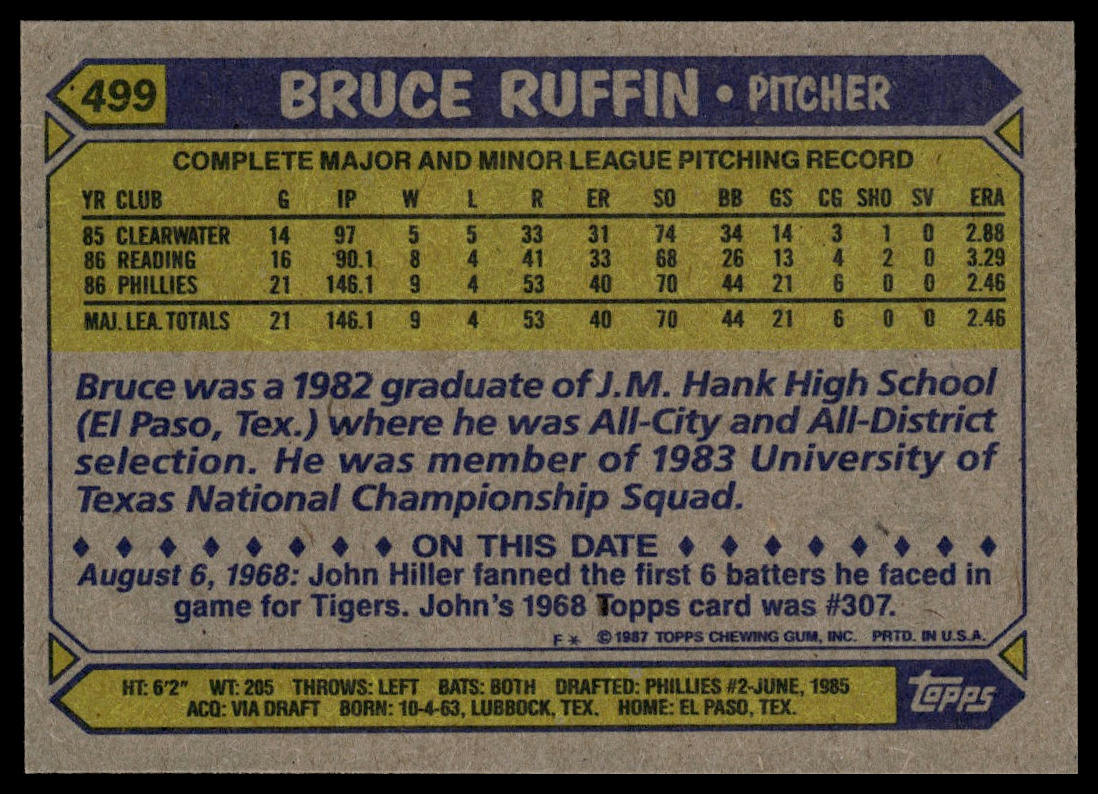 499 BRUCE RUFFIN • PITCHER
COMPLETE MAJOR AND MINOR LEAGUE PITCHING RECORD
YR CLUB G IP W L R ER SO BB GS CG SHO SV ERA
85 CLEARWATER 14 97 5 5 33 31 74 34 14 3 1 0 2.88
86 READING 16 90.1 8 4 41 33 68 26 13 4 2 0 3.29
86 PHILLIES 21 146.1 9 4 53 40 70 44 21 6 0 0 2.46
MAJ. LEA. TOTALS 21 146.1 9 4 53 40 70 44 21 6 0 0 2.46
Bruce was a 1982 graduate of J.M. Hank High School
(El Paso, Tex.) where he was All-City and All-District
selection. He was member of 1983 University of
Texas National Championship Squad.
♦ ♦ ♦ ♦ ♦ ♦ ♦ ♦ ON THIS DATE ♦ ♦ ♦ ♦ ♦ ♦ ♦ ♦
August 6, 1968: John Hiller fanned the first 6 batters he faced in
game for Tigers. John's 1968 Topps card was #307.
F * © 1987 TOPPS CHEWING GUM, INC. PRTD. IN U.S.A.
HT: 6'2" WT: 205 THROWS: LEFT BATS: BOTH DRAFTED: PHILLIES #2-JUNE, 1985
ACQ: VIA DRAFT BORN: 10-4-63, LUBBOCK, TEX. HOME: EL PASO, TEX.
topps